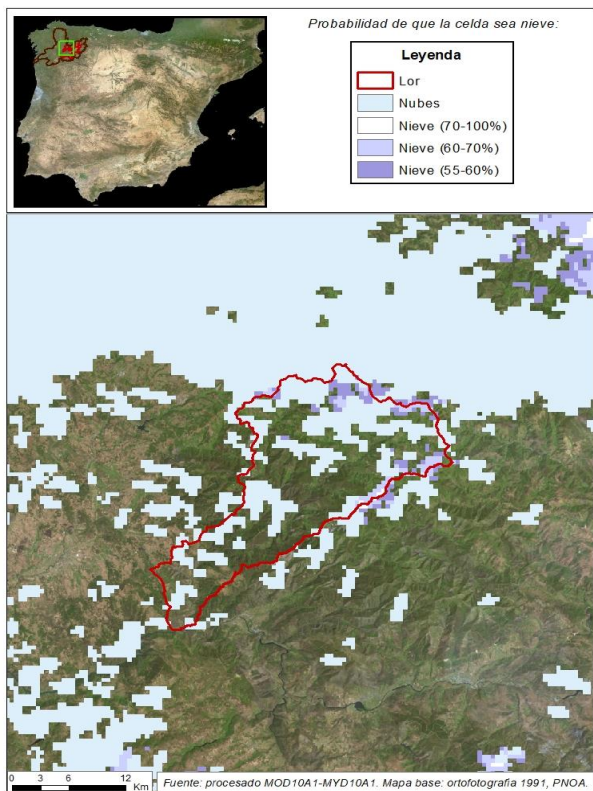 Probabilidad de que la celda sea nieve:
Leyenda
Lor
Nubes
Nieve (70-100%)
Nieve (60-70%)
Nieve (55-60%)
0 3 6 12
Km
Fuente: procesado MOD10A1-MYD10A1. Mapa base: ortofotografía 1991, PNOA.